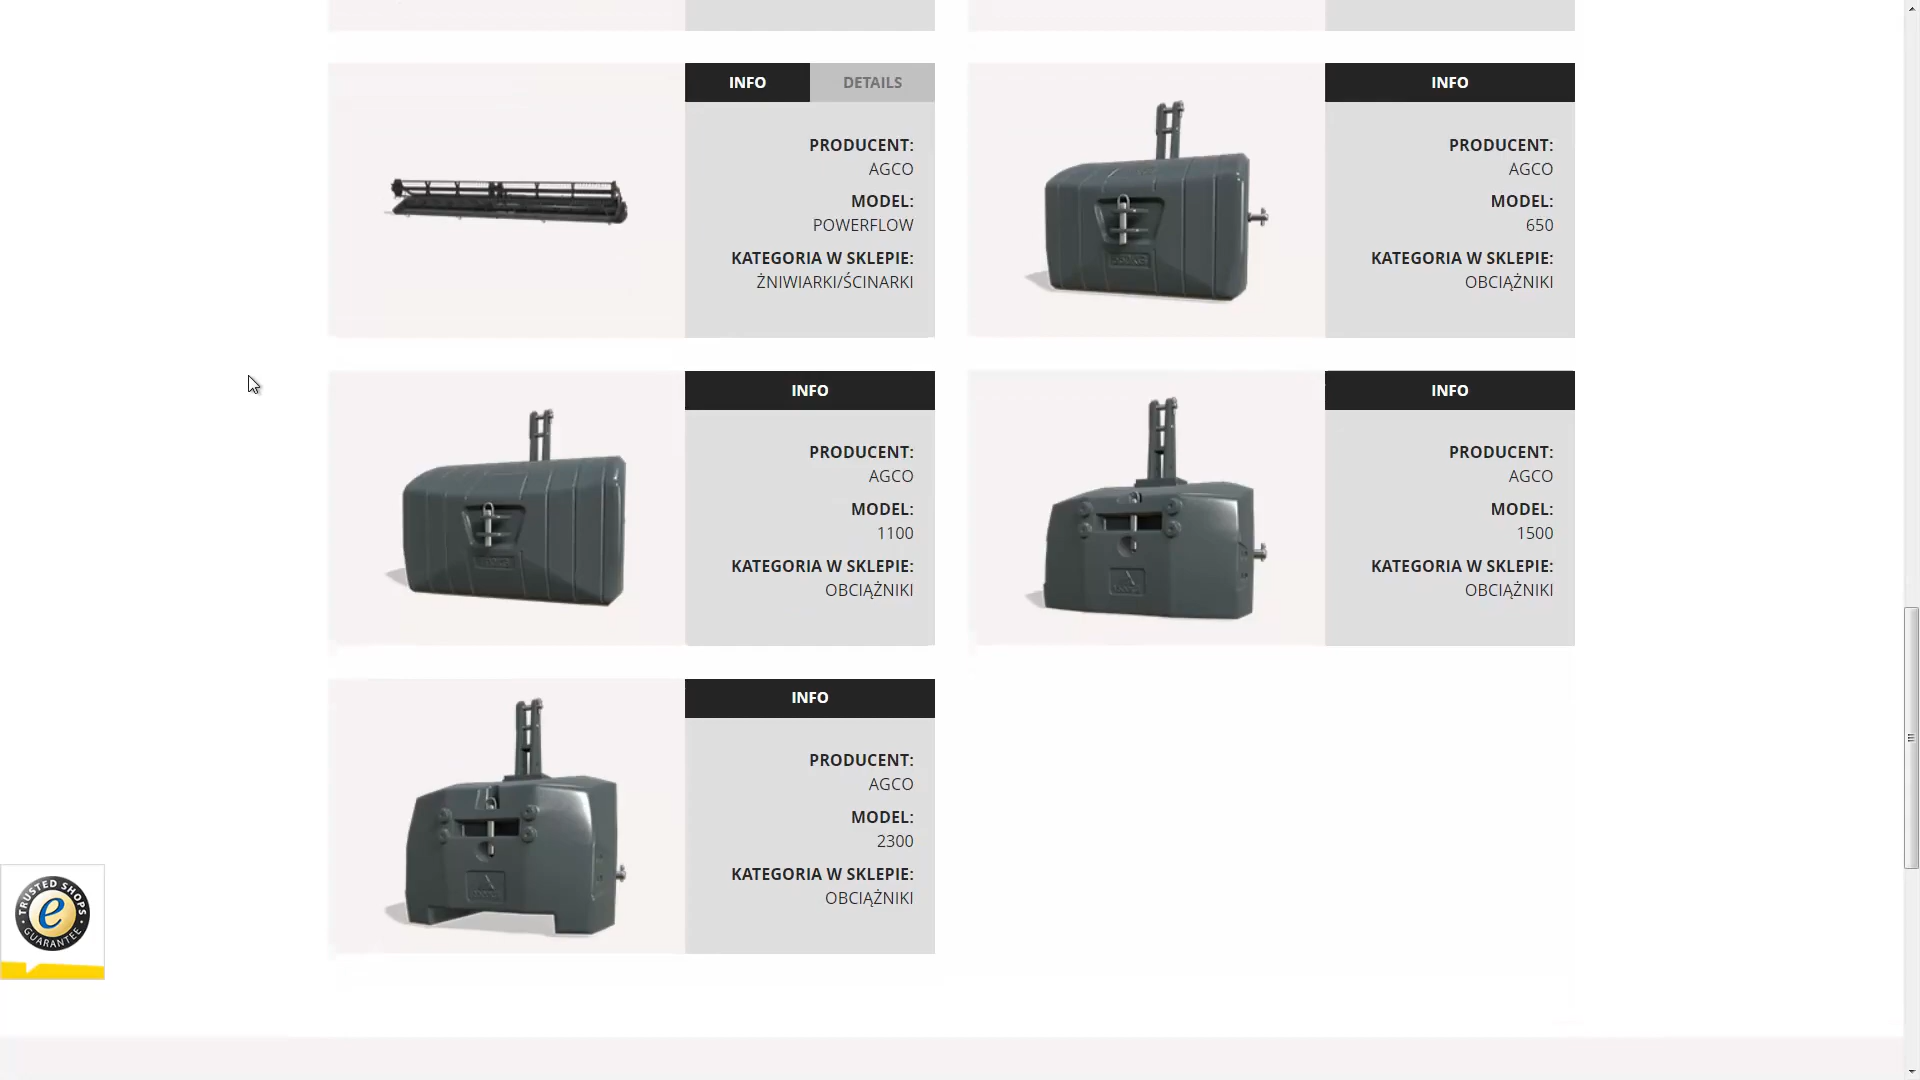 INFO
DETAILS
PRODUCENT:
AGCO
MODEL:
POWERFLOW
KATEGORIA W SKLEPIE:
ŻNIWIARKI/ŚCINARKI
INFO
PRODUCENT:
AGCO
MODEL:
650
KATEGORIA W SKLEPIE:
OBCIĄŻNIKI
INFO
PRODUCENT:
AGCO
MODEL:
1100
KATEGORIA W SKLEPIE:
OBCIĄŻNIKI
INFO
PRODUCENT:
AGCO
MODEL:
1500
KATEGORIA W SKLEPIE:
OBCIĄŻNIKI
INFO
PRODUCENT:
AGCO
MODEL:
2300
KATEGORIA W SKLEPIE:
OBCIĄŻNIKI
TRUSTED SHOPS
e
GUARANTEE